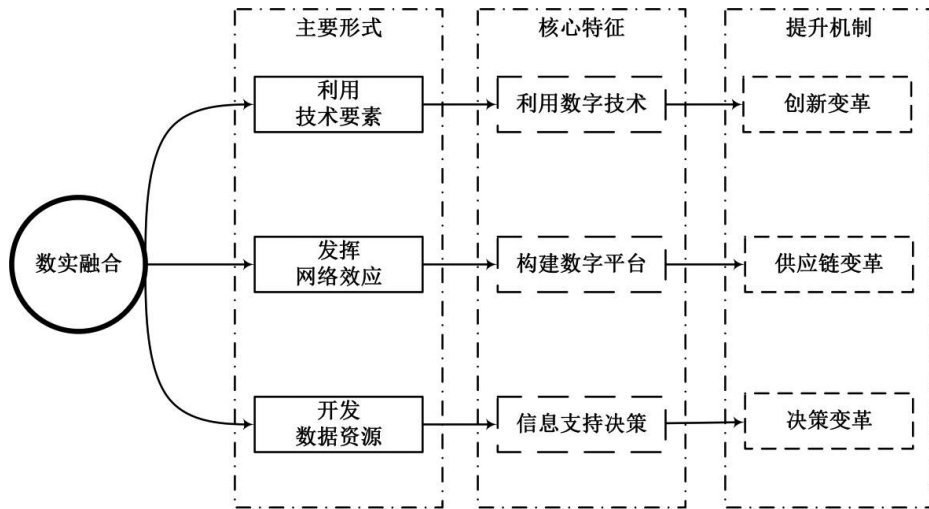 主要形式
核心特征
提升机制
利用
技术要素
利用数字技术
创新变革
数实融合
发挥
网络效应
构建数字平台
供应链变革
开发
数据资源
信息支持决策
决策变革